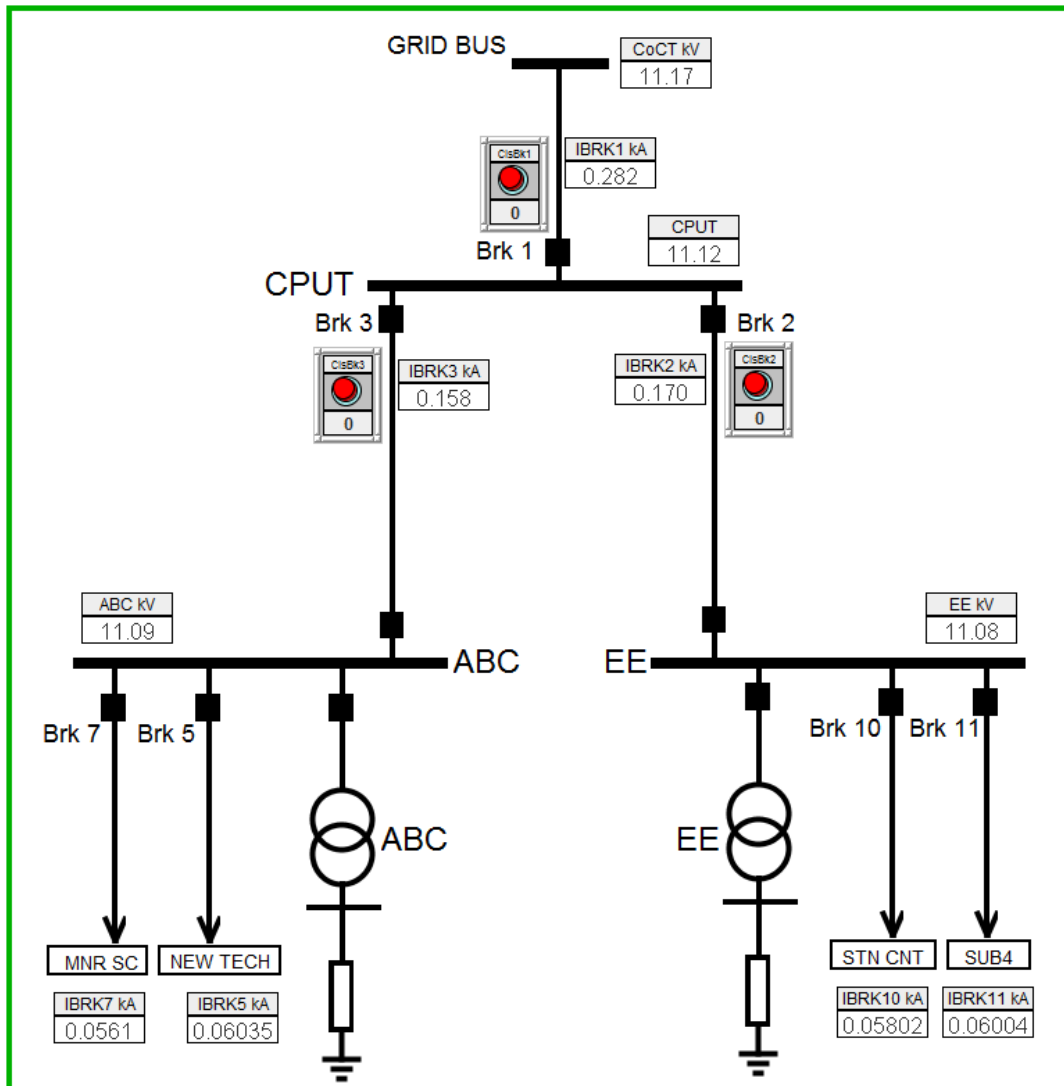 GRID BUS
CoCT kV
11.17
ClsBk1
0
IBRK1 kA
0.282
Brk 1
CPUT
11.12
CPUT
Brk 3
Brk 2
ClsBk3
0
IBRK3 kA
0.158
IBRK2 kA
0.170
ClsBk2
0
ABC kV
11.09
EE kV
11.08
ABC
EE
Brk 7
Brk 5
Brk 10
Brk 11
ABC
EE
MNR SC
NEW TECH
STN CNT
SUB4
IBRK7 kA
0.0561
IBRK5 kA
0.06035
IBRK10 kA
0.05802
IBRK11 kA
0.06004